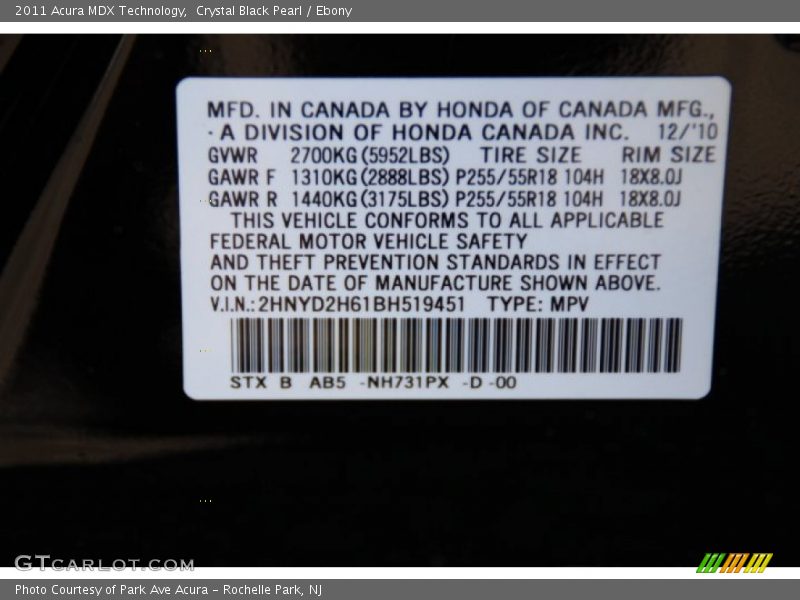 2011 Acura MDX Technology,  Crystal Black Pearl / Ebony
MFD. IN CANADA BY HONDA OF CANADA MFG.,
A DIVISION OF HONDA CANADA INC. 12/'10
GVWR 2700KG(5952LBS) TIRE SIZE RIM SIZE
GAWR F 1310KG(2888LBS) P255/55R18 104H 18X8.0J
GAWR R 1440KG(3175LBS) P255/55R18 104H 18X8.0J
THIS VEHICLE CONFORMS TO ALL APPLICABLE
FEDERAL MOTOR VEHICLE SAFETY
AND THEFT PREVENTION STANDARDS IN EFFECT
ON THE DATE OF MANUFACTURE SHOWN ABOVE.
V.I.N.:2HNYD2H61BH519451 TYPE: MPV
STX B AB5 -NH731PX -D -00
GTCARLOT.COM
Photo Courtesy of Park Ave Acura - Rochelle Park, NJ